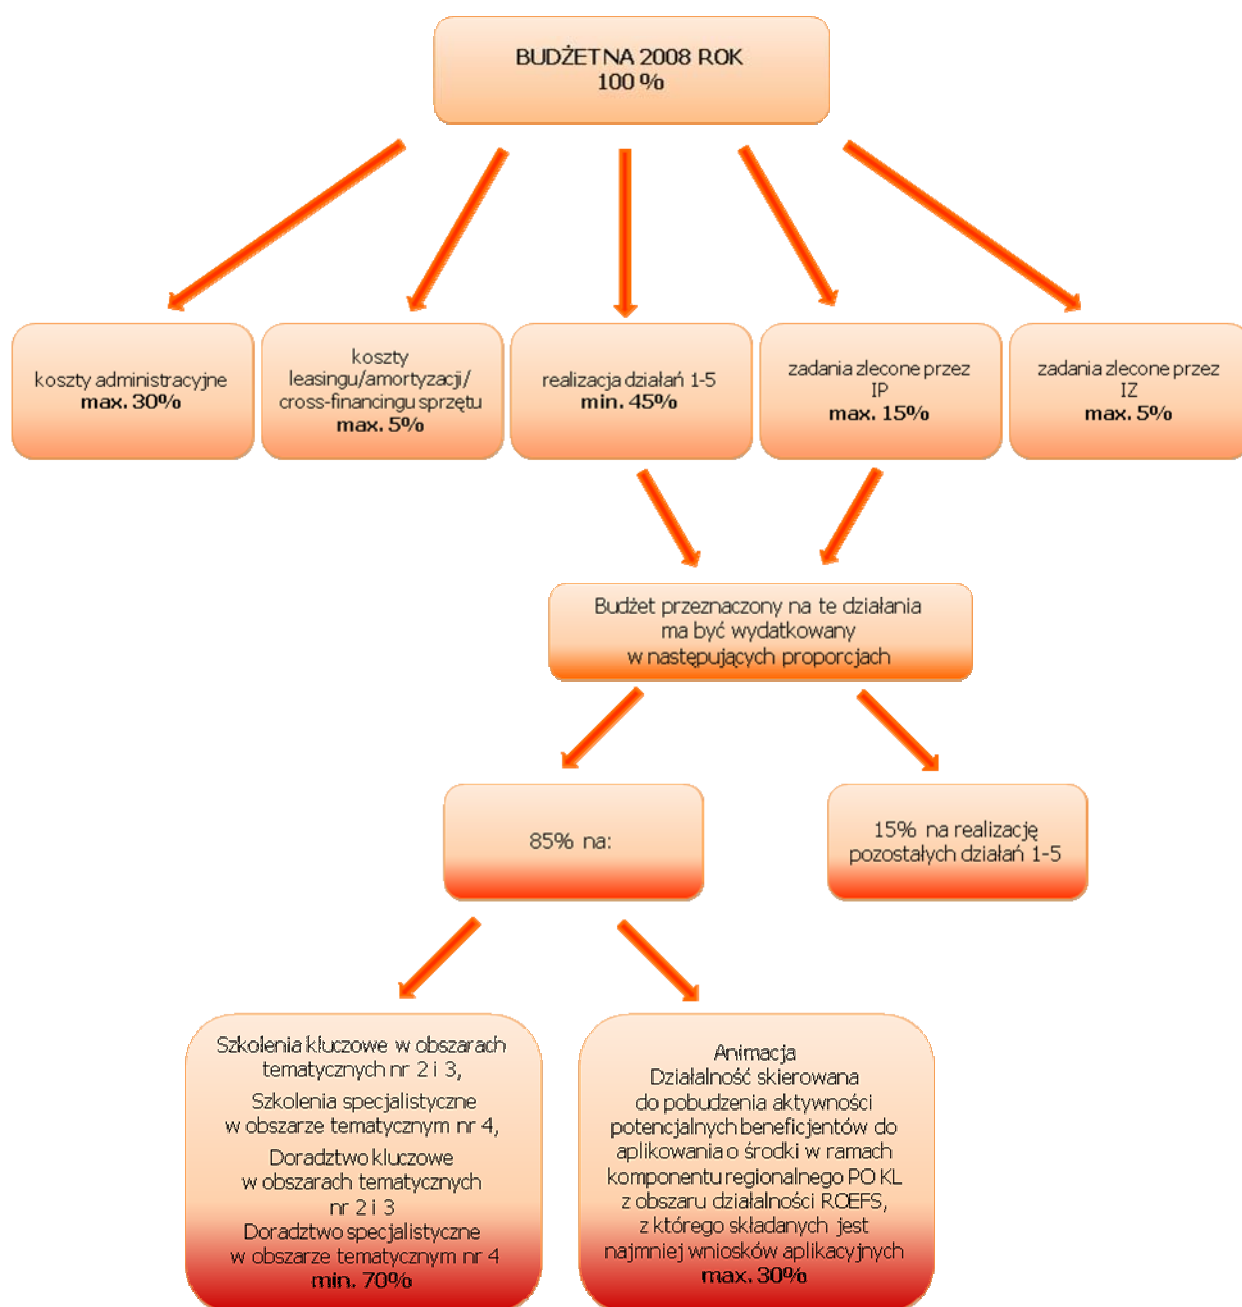 BUDŻET NA 2008 ROK
100 %
koszty administracyjne
max. 30%
koszty
leasingu/amortyzacji/
cross-financingu sprzętu
max. 5%
realizacja działań 1-5
min. 45%
zadania zlecone przez
IP
max. 15%
zadania zlecone przez
IZ
max. 5%
Budżet przeznaczony na te działania
ma być wydatkowany
w następujących proporcjach
85% na:
15% na realizację
pozostałych działań 1-5
Szkolenia kluczowe w obszarach
tematycznych nr 2 i 3,
Szkolenia specjalistyczne
w obszarze tematycznym nr 4,
Doradztwo kluczowe
w obszarach tematycznych
nr 2 i 3
Doradztwo specjalistyczne
w obszarze tematycznym nr 4
min. 70%
Animacja
Działalność skierowana
do pobudzenia aktywności
potencjalnych beneficjentów do
aplikowania o środki w ramach
komponentu regionalnego PO KL
z obszaru działalności ROEFS,
z którego składanych jest
najmniej wniosków aplikacyjnych
max. 30%